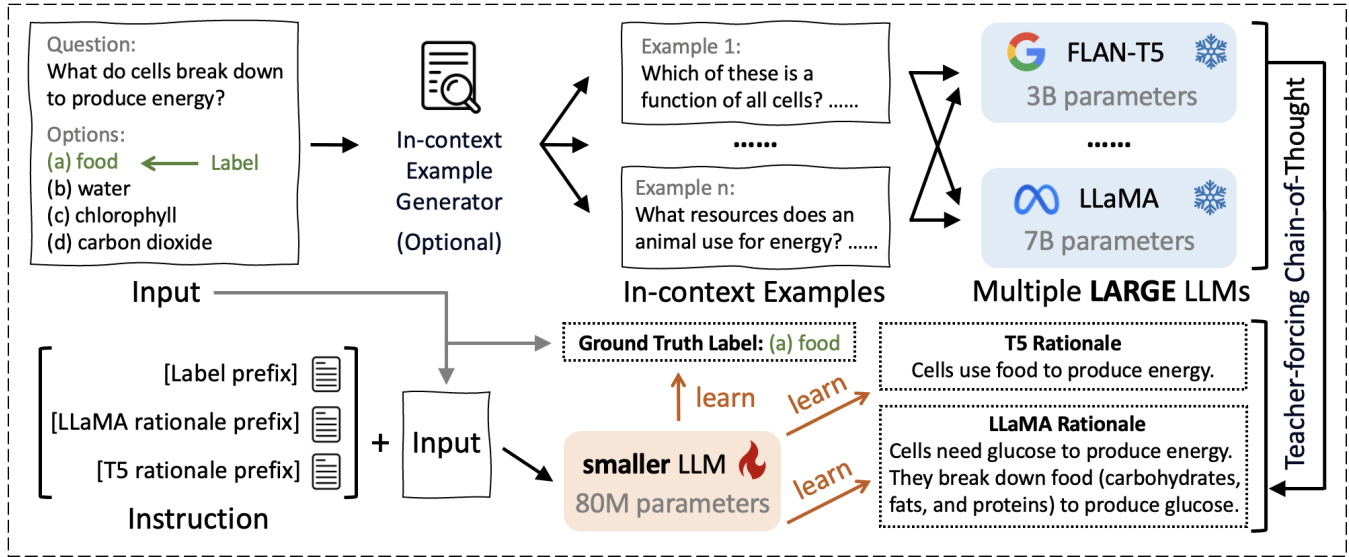 Question:
What do cells break down
to produce energy?
Options:
(a) food
Label
(b) water
(c) chlorophyll
(d) carbon dioxide
Input
In-context
Example
Generator
(Optional)
Example 1:
Which of these is a
function of all cells? ......
......
Example n:
What resources does an
animal use for energy? ......
In-context Examples
FLAN-T5
3B parameters
......
LLaMA
7B parameters
Multiple LARGE LLMs
Teacher-forcing Chain-of-Thought
[Label prefix]
[LLaMA rationale prefix]
[T5 rationale prefix]
Instruction
+
Input
Ground Truth Label: (a) food
learn
learn
learn
smaller LLM
80M parameters
T5 Rationale
Cells use food to produce energy.
LLaMA Rationale
Cells need glucose to produce energy.
They break down food (carbohydrates,
fats, and proteins) to produce glucose.